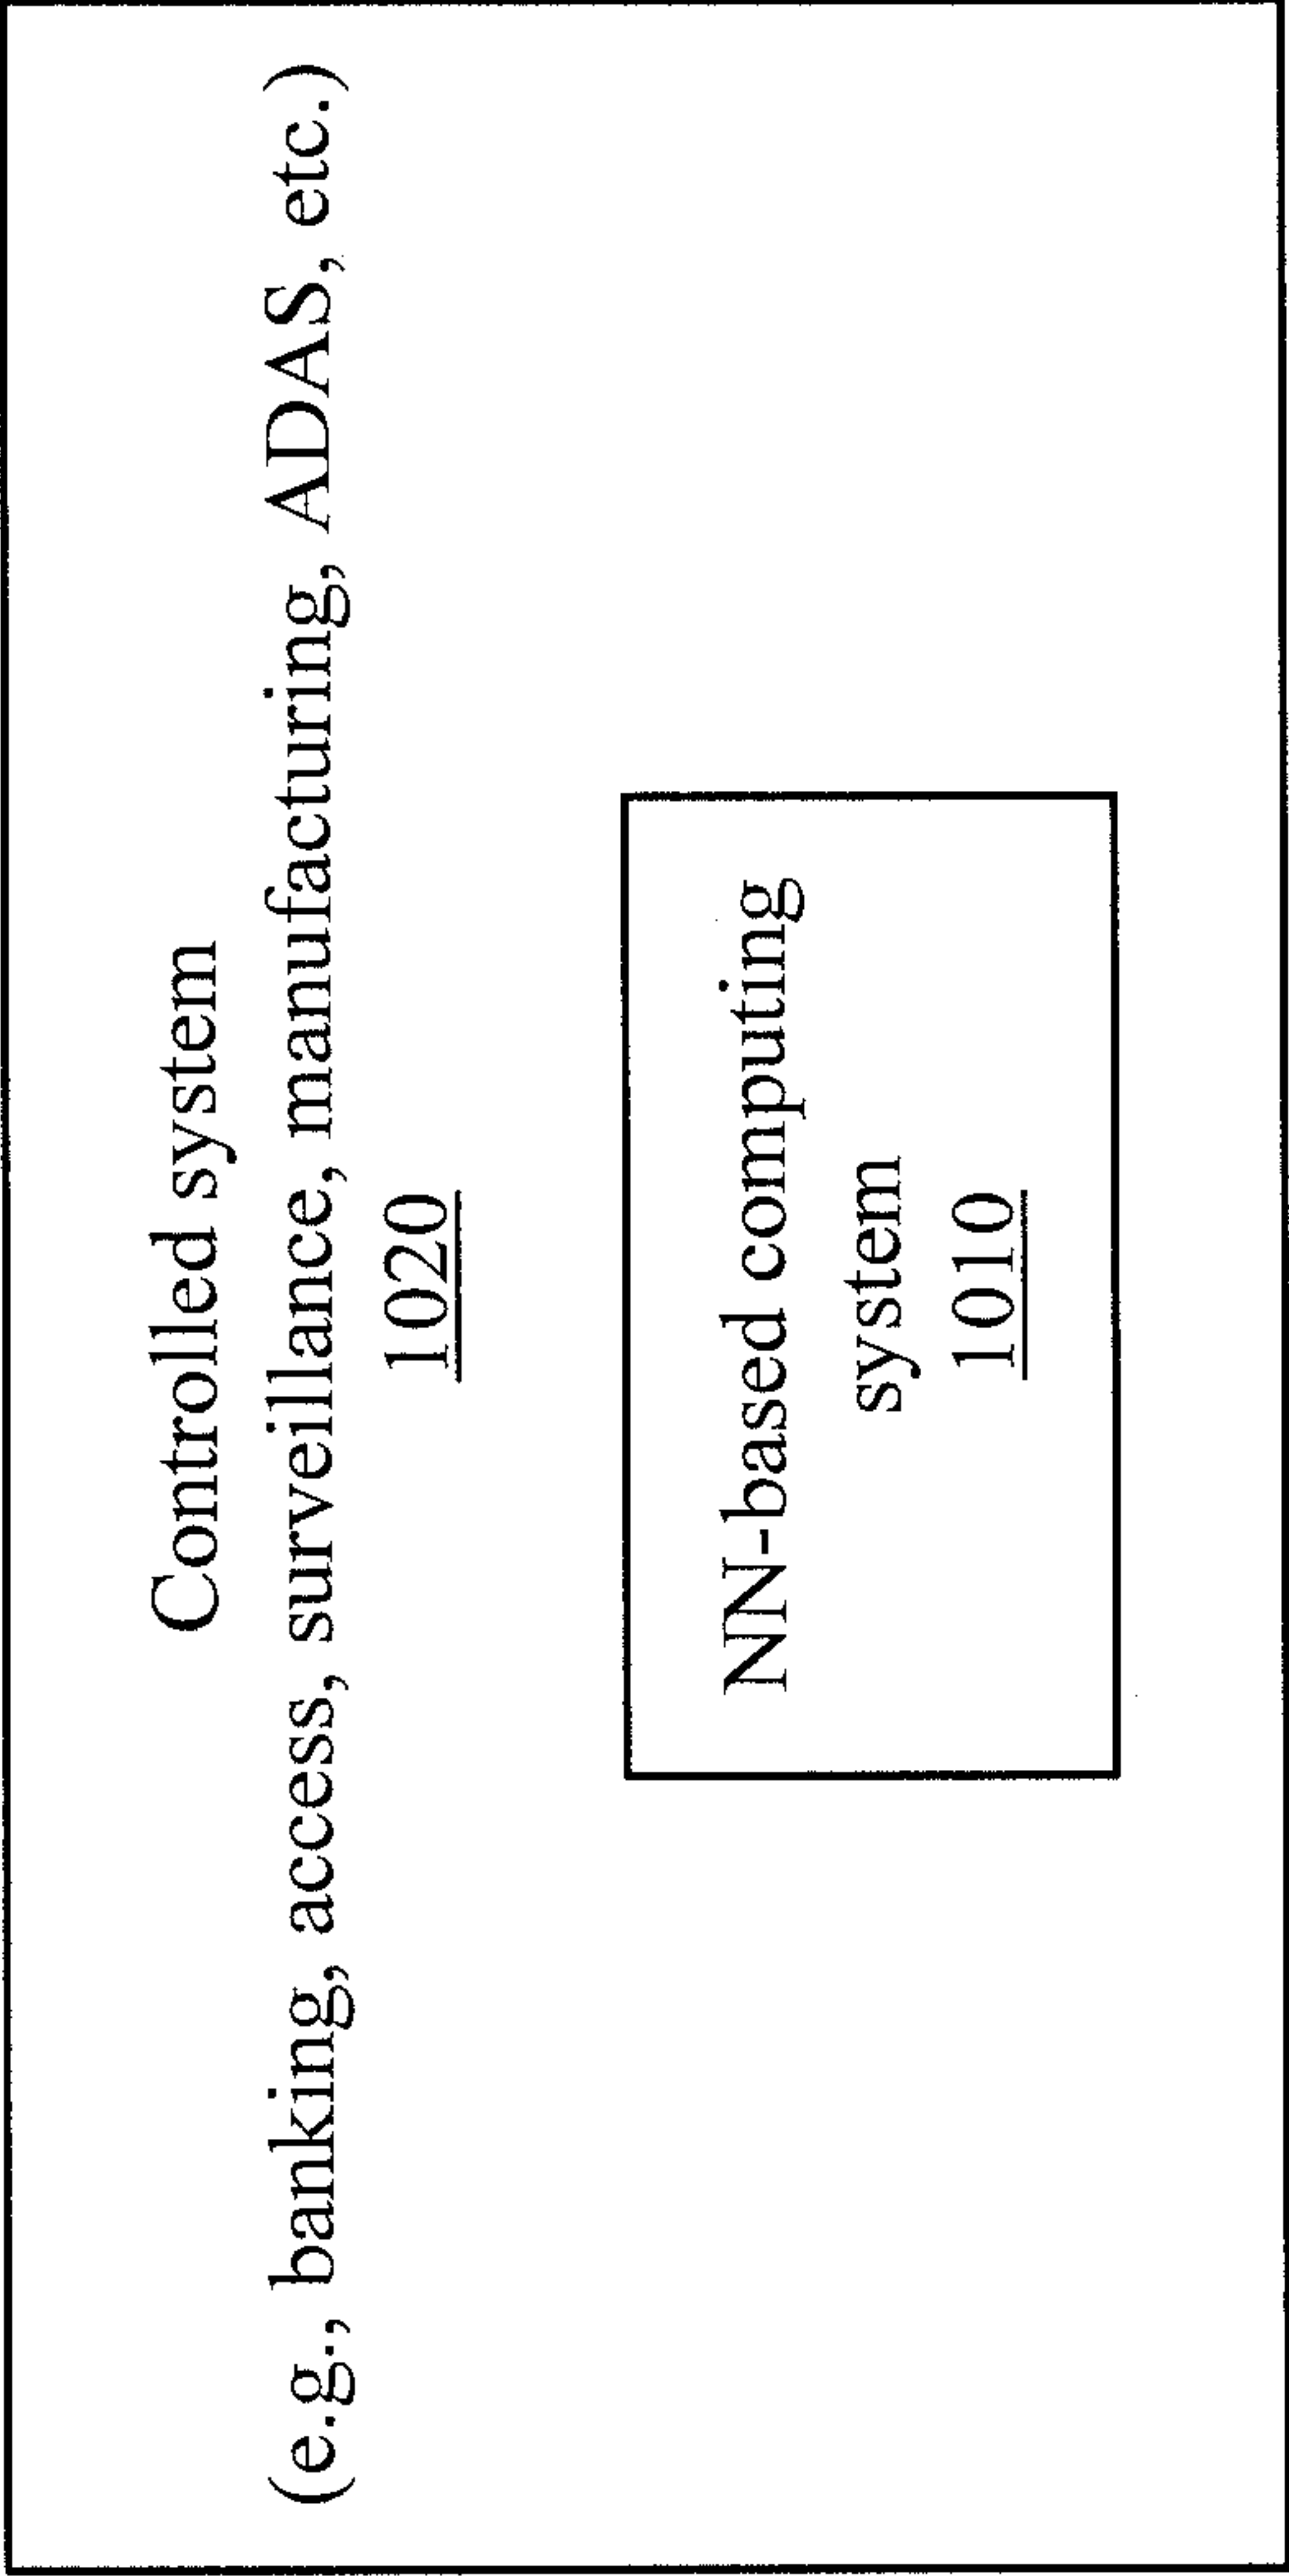 Controlled system
(e.g., banking, access, surveillance, manufacturing, ADAS, etc.)
1020
NN-based computing
system
1010